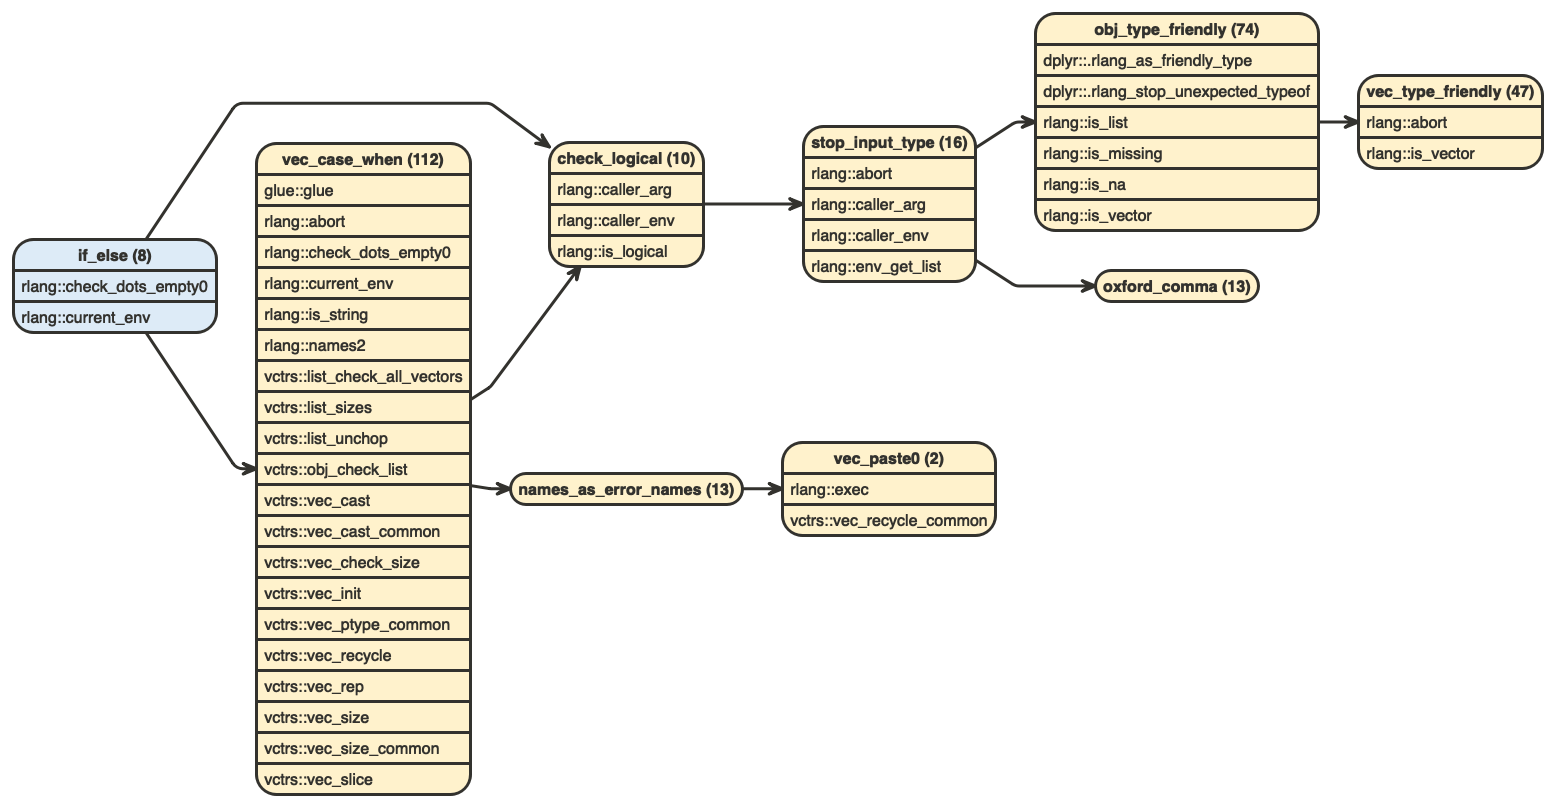 if_else (8)
rlang::check_dots_empty0
rlang::current_env
vec_case_when (112)
glue::glue
rlang::abort
rlang::check_dots_empty0
rlang::current_env
rlang::is_string
rlang::names2
vctrs::list_check_all_vectors
vctrs::list_sizes
vctrs::list_unchop
vctrs::obj_check_list
vctrs::vec_cast
vctrs::vec_cast_common
vctrs::vec_check_size
vctrs::vec_init
vctrs::vec_ptype_common
vctrs::vec_recycle
vctrs::vec_rep
vctrs::vec_size
vctrs::vec_size_common
vctrs::vec_slice
check_logical (10)
rlang::caller_arg
rlang::caller_env
rlang::is_logical
names_as_error_names (13)
stop_input_type (16)
rlang::abort
rlang::caller_arg
rlang::caller_env
rlang::env_get_list
vec_paste0 (2)
rlang::exec
vctrs::vec_recycle_common
obj_type_friendly (74)
dplyr::.rlang_as_friendly_type
dplyr::.rlang_stop_unexpected_typeof
rlang::is_list
rlang::is_missing
rlang::is_na
rlang::is_vector
oxford_comma (13)
vec_type_friendly (47)
rlang::abort
rlang::is_vector